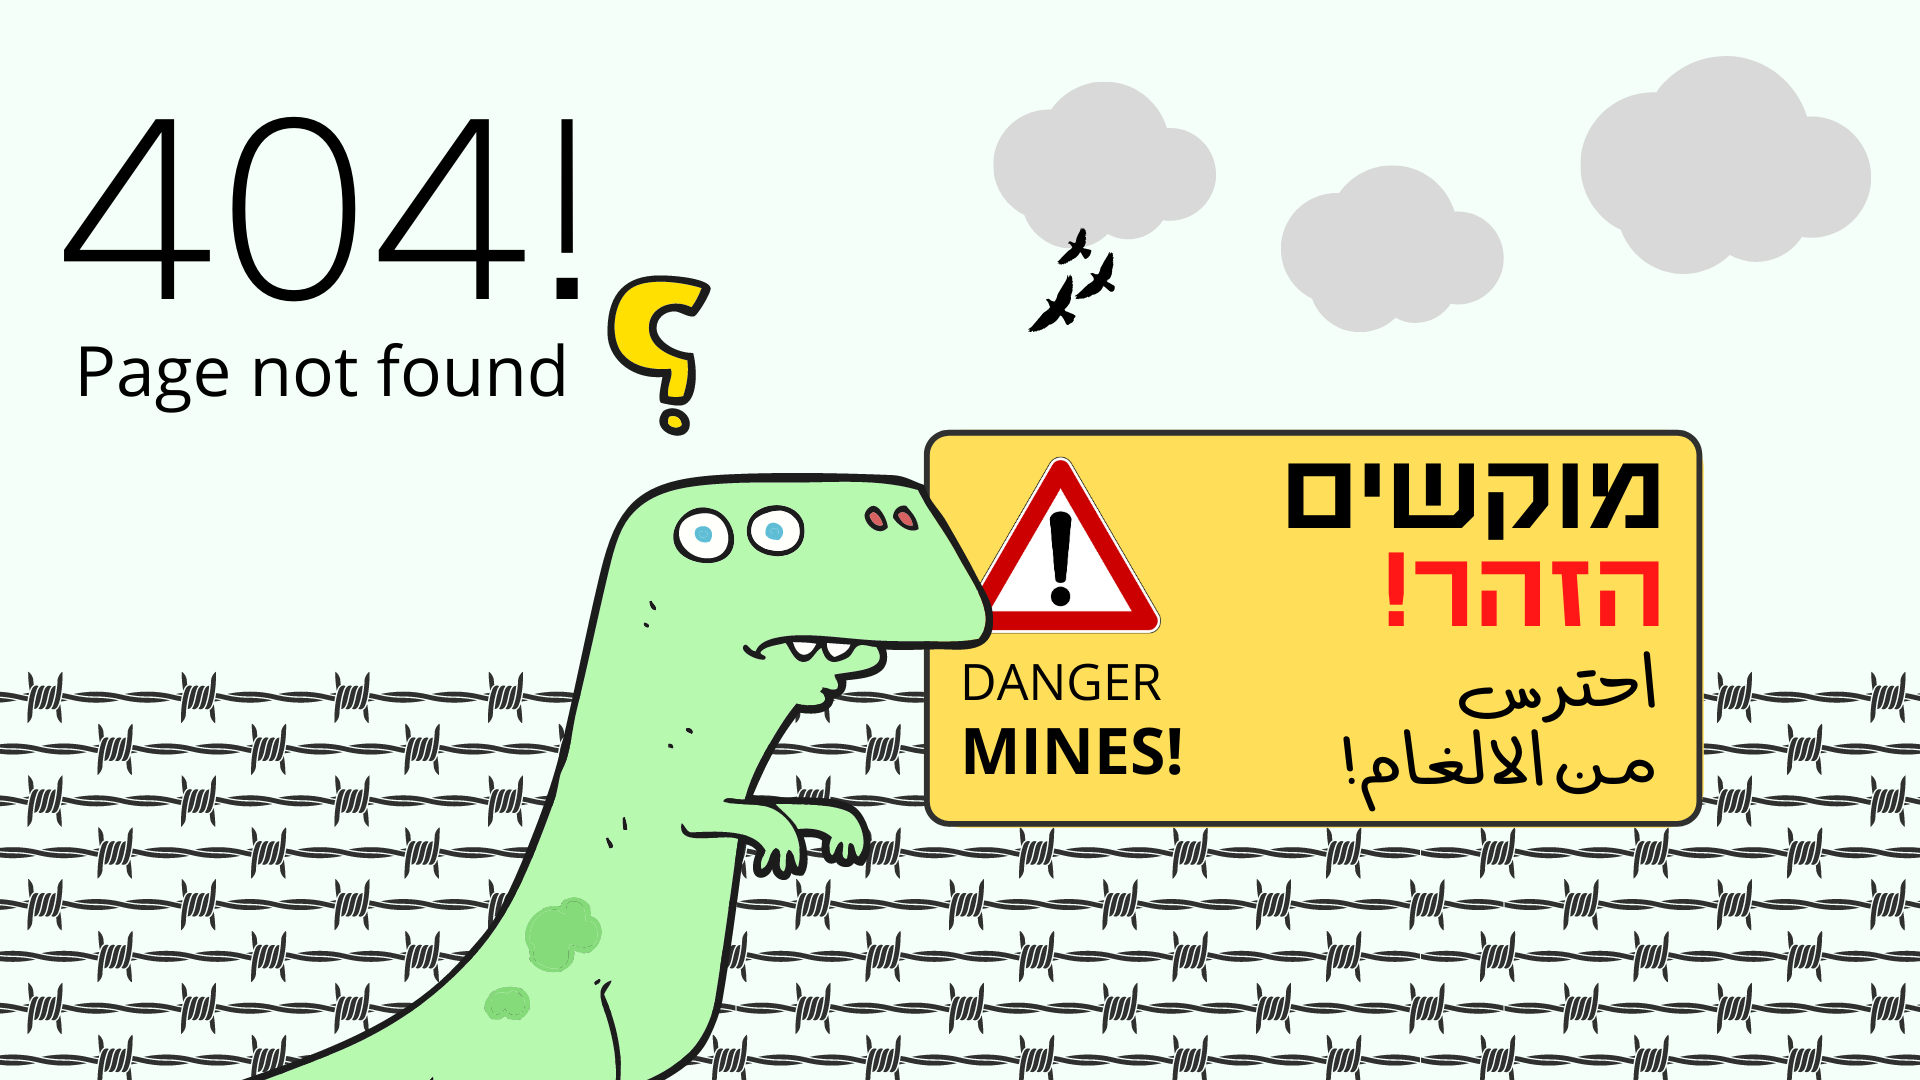 404!
Page not found
؟
מוקשים
הזהר!
DANGER
MINES!
احترس
من الالغام!